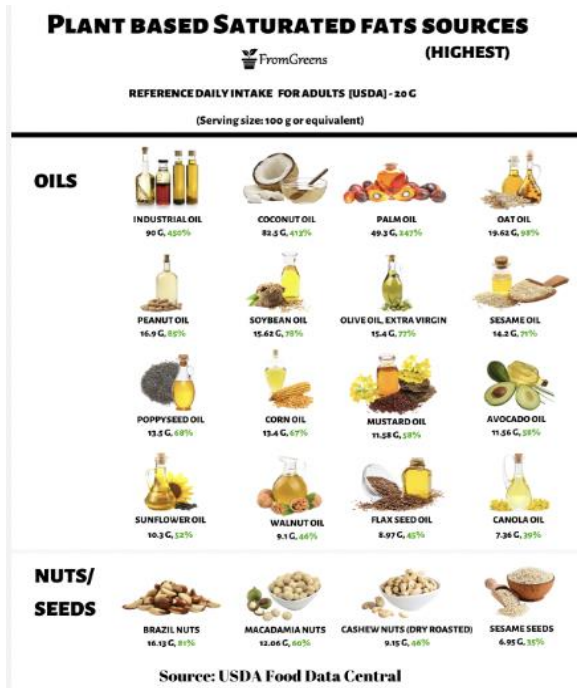 PLANT BASED SATURATED FATS SOURCES
(HIGHEST)
FromGreens
REFERENCE DAILY INTAKE FOR ADULTS [USDA] - 20 G
(Serving size: 100 g or equivalent)
OILS
INDUSTRIAL OIL
90 G, 450%
COCONUT OIL
82.5 G, 413%
PALM OIL
49.3 G, 247%
OAT OIL
19.62 G, 98%
PEANUT OIL
16.9 G, 85%
SOYBEAN OIL
15.62 G, 78%
OLIVE OIL, EXTRA VIRGIN
15.4 G, 77%
SESAME OIL
14.2 G, 71%
POPPYSEED OIL
13.5 G, 68%
CORN OIL
13.4 G, 67%
MUSTARD OIL
11.58 G, 58%
AVOCADO OIL
11.56 G, 58%
SUNFLOWER OIL
10.3 G, 52%
WALNUT OIL
9.1 G, 46%
FLAX SEED OIL
8.97 G, 45%
CANOLA OIL
7.36 G, 39%
NUTS/
SEEDS
BRAZIL NUTS
16.13 G, 81%
MACADAMIA NUTS
12.06 G, 60%
CASHEW NUTS (DRY ROASTED)
9.15 G, 46%
SESAME SEEDS
6.95 G, 35%
Source: USDA Food Data Central